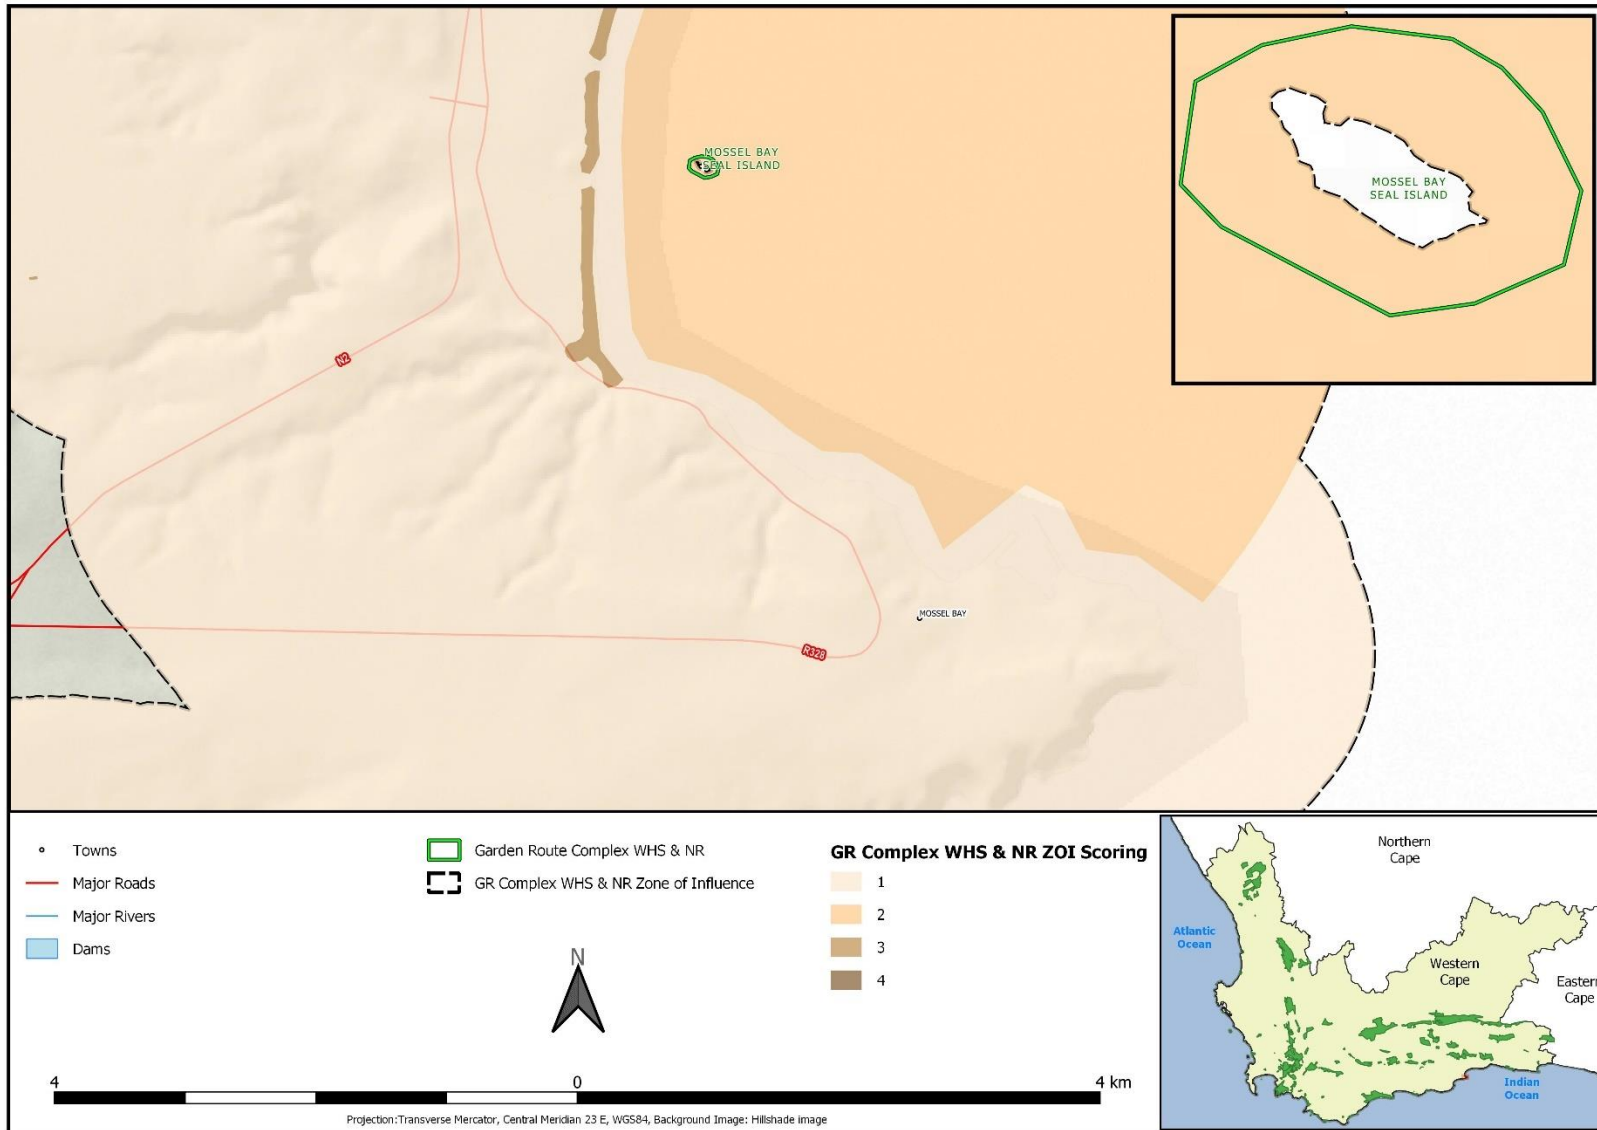 MOSSEL BAY
SEAL ISLAND
MOSSEL BAY
SEAL ISLAND
N2
MOSSEL BAY
R328
Towns
Major Roads
Major Rivers
Dams
Garden Route Complex WHS & NR
GR Complex WHS & NR Zone of Influence
GR Complex WHS & NR ZOI Scoring
1
2
3
4
N
4
0
4 km
Projection:Transverse Mercator, Central Meridian 23 E, WGS84, Background Image: Hillshade image
Northern
Cape
Atlantic
Ocean
Western
Cape
Eastern
Cape
Indian
Ocean